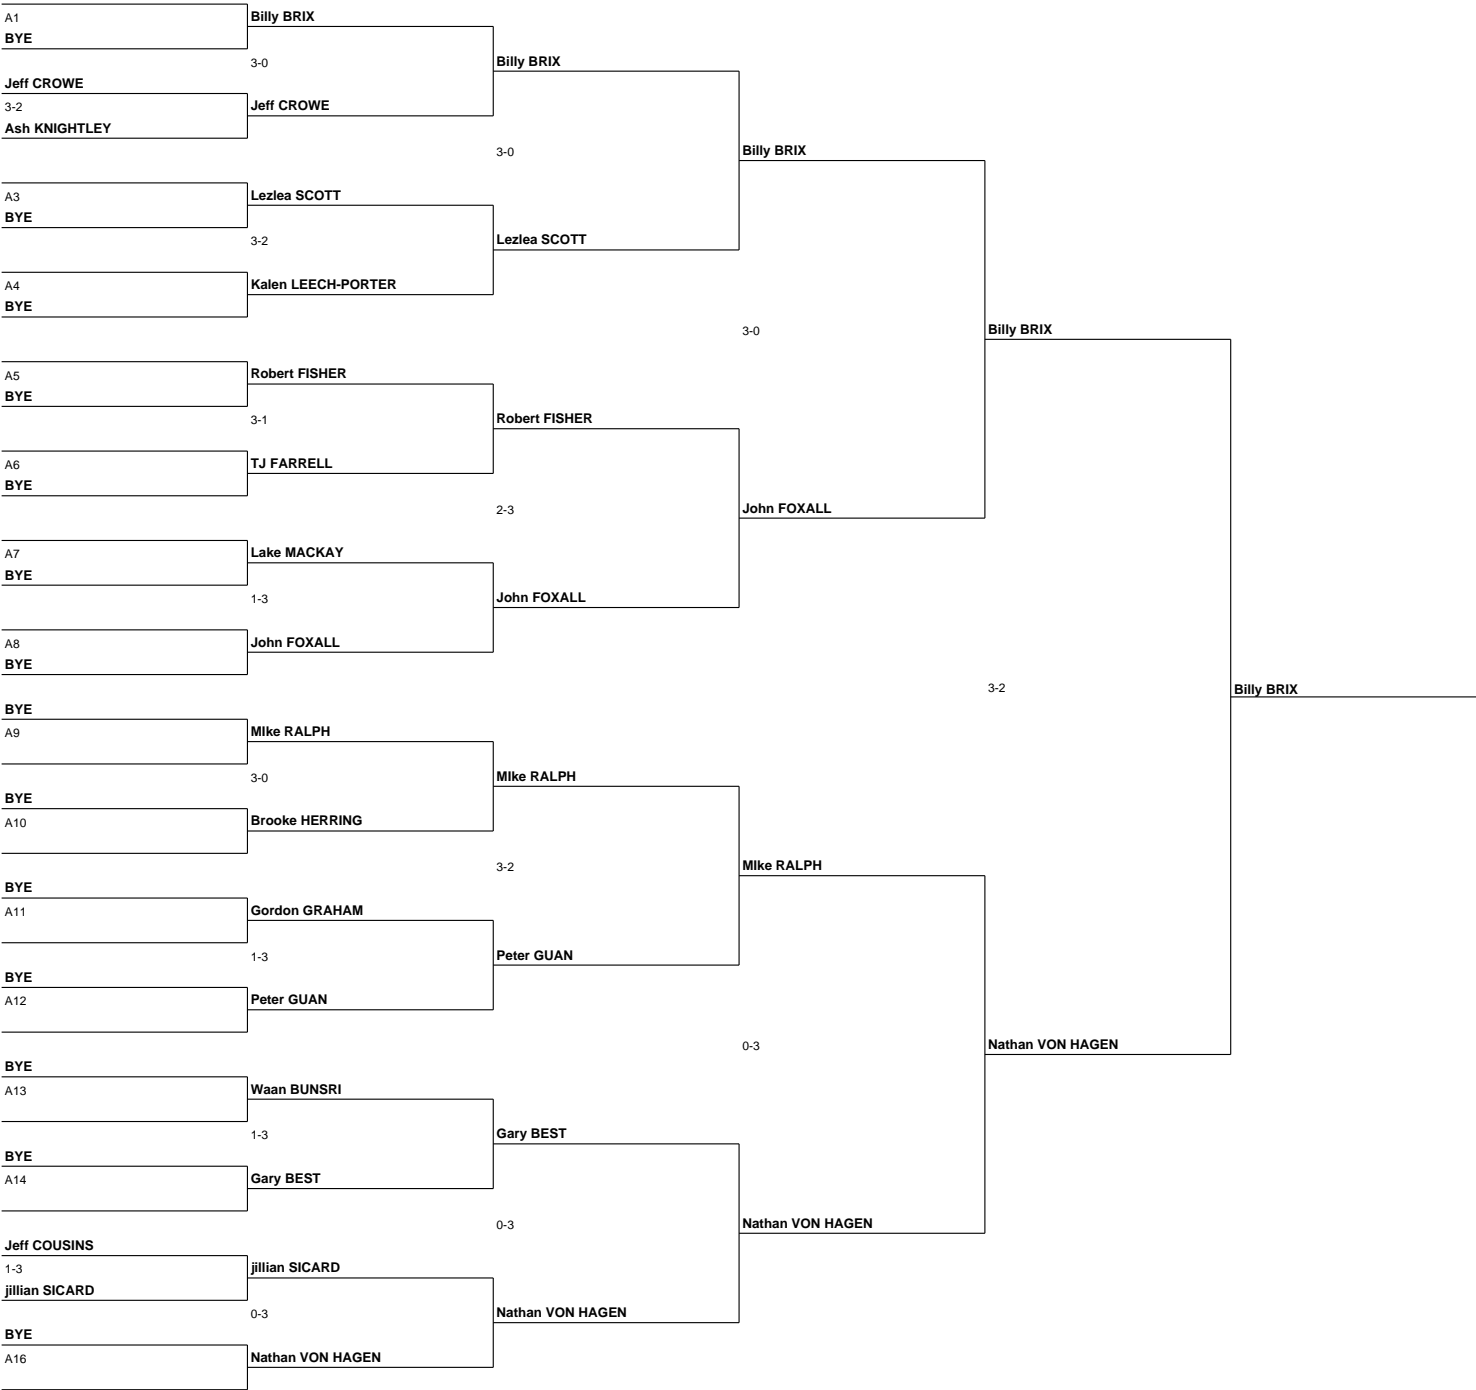 A1
BYE
Billy BRIX
3-0
Billy BRIX
Jeff CROWE
3-2
Ash KNIGHTLEY
Jeff CROWE
3-0
Billy BRIX
A3
BYE
Lezlea SCOTT
3-2
Lezlea SCOTT
A4
BYE
Kalen LEECH-PORTER
3-0
Billy BRIX
A5
BYE
Robert FISHER
3-1
Robert FISHER
A6
BYE
TJ FARRELL
2-3
John FOXALL
A7
BYE
Lake MACKAY
1-3
John FOXALL
A8
BYE
John FOXALL
3-2
Billy BRIX
BYE
A9
MIke RALPH
3-0
MIke RALPH
BYE
A10
Brooke HERRING
3-2
MIke RALPH
BYE
A11
Gordon GRAHAM
1-3
Peter GUAN
BYE
A12
Peter GUAN
0-3
Nathan VON HAGEN
BYE
A13
Waan BUNSRI
1-3
Gary BEST
BYE
A14
Gary BEST
0-3
Nathan VON HAGEN
Jeff COUSINS
1-3
jillian SICARD
jillian SICARD
0-3
Nathan VON HAGEN
BYE
A16
Nathan VON HAGEN